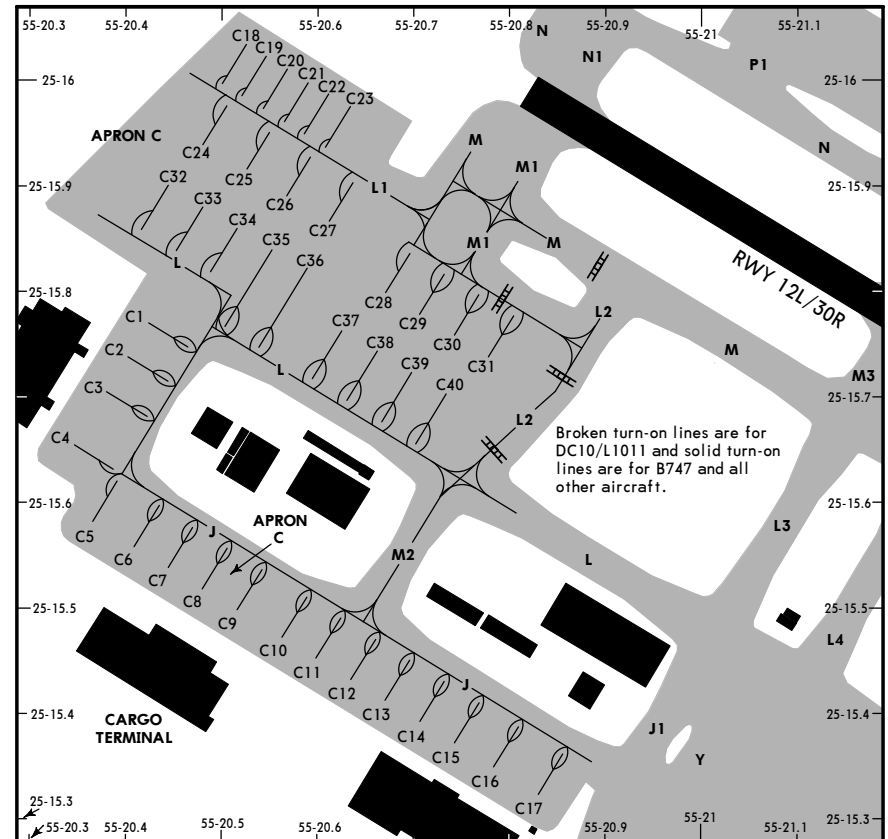 55-20.3 55-20.4 55-20.5 55-20.6 55-20.7 55-20.8 55-20.9 55-21 55-21.1
N
C18
C19
N1
P1
C20
25-16
C21
25-16
C22
C23
APRON C
M
N
C24
M1
C32
C25
25-15.9
L1
25-15.9
C33
C26
C34
C27
M1
M
C35
L
C36
RWY 12L/30R
25-15.8
C28
25-15.8
C1
C37
C29
L2
C38
C30
C2
C39
C31
M
L
C3
C40
M3
25-15.7
L2
Broken turn-on lines are for
DC10/L1011 and solid turn-on
lines are for B747 and all
other aircraft.
C4
25-15.6
25-15.6
APRON
C
J
L3
C5
C6
M2
L
C7
C8
25-15.5
C9
25-15.5
C10
L4
C11
C12
J
C13
25-15.4
CARGO
TERMINAL
C14
J1
25-15.4
C15
Y
C16
C17
25-15.3
25-15.3
55-20.3 55-20.4 55-20.5 55-20.6 55-20.9 55-21 55-21.1